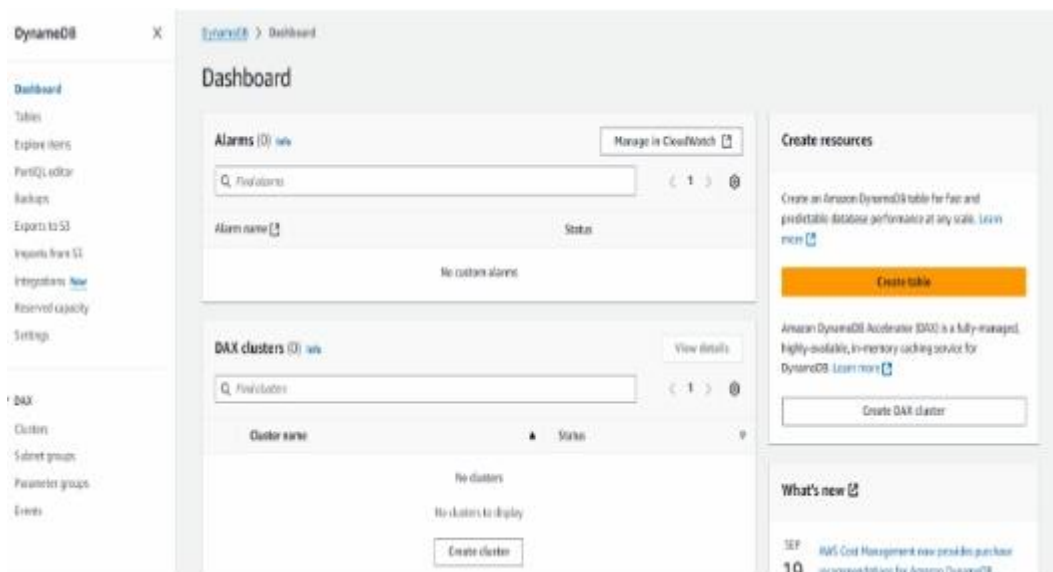 DynamoDB X
Dashboard
Tables
Explore items
PartiQL editor
Backups
Exports to S3
Imports from S3
Integrations New
Reserved capacity
Settings
DAX
Clusters
Subnet groups
Parameter groups
Events
DynamoDB > Dashboard
Dashboard
Alarms (0) Info
Manage in CloudWatch
Find alarms
< 1 >
Alarm name
Status
No custom alarms
DAX clusters (0) Info
View details
Find clusters
< 1 >
Cluster name
Status
No clusters
No clusters to display
Create cluster
Create resources
Create an Amazon DynamoDB table for fast and
predictable database performance at any scale. Learn
more
Create table
Amazon DynamoDB Accelerator (DAX) is a fully-managed,
highly-available, in-memory caching service for
DynamoDB. Learn more
Create DAX cluster
What's new
SEP
19
AWS Cost Management now provides purchase
recommendations for Amazon DynamoDB